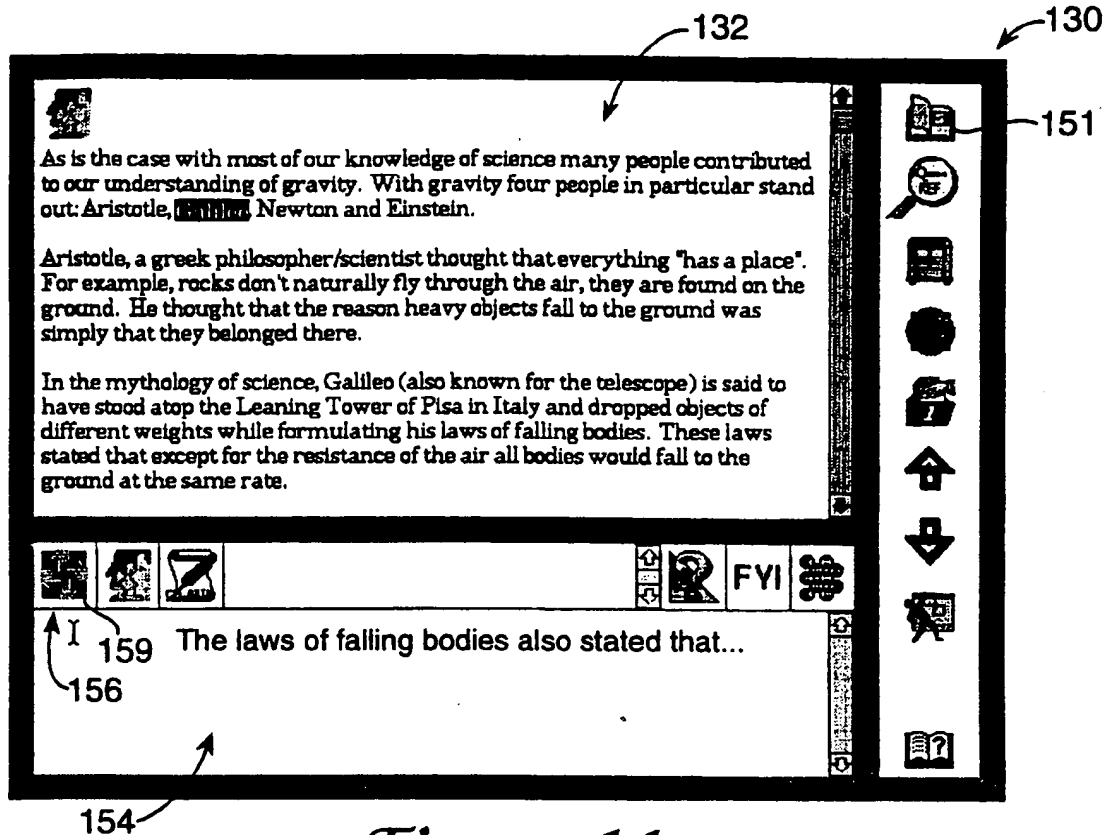 132
130
151
As is the case with most of our knowledge of science many people contributed
to our understanding of gravity. With gravity four people in particular stand
out: Aristotle, Newton and Einstein.
Aristotle, a greek philosopher/scientist thought that everything "has a place".
For example, rocks don't naturally fly through the air, they are found on the
ground. He thought that the reason heavy objects fall to the ground was
simply that they belonged there.
In the mythology of science, Galileo (also known for the telescope) is said to
have stood atop the Leaning Tower of Pisa in Italy and dropped objects of
different weights while formulating his laws of falling bodies. These laws
stated that except for the resistance of the air all bodies would fall to the
ground at the same rate.
REF
FYI
?
159 The laws of falling bodies also stated that...
156
154